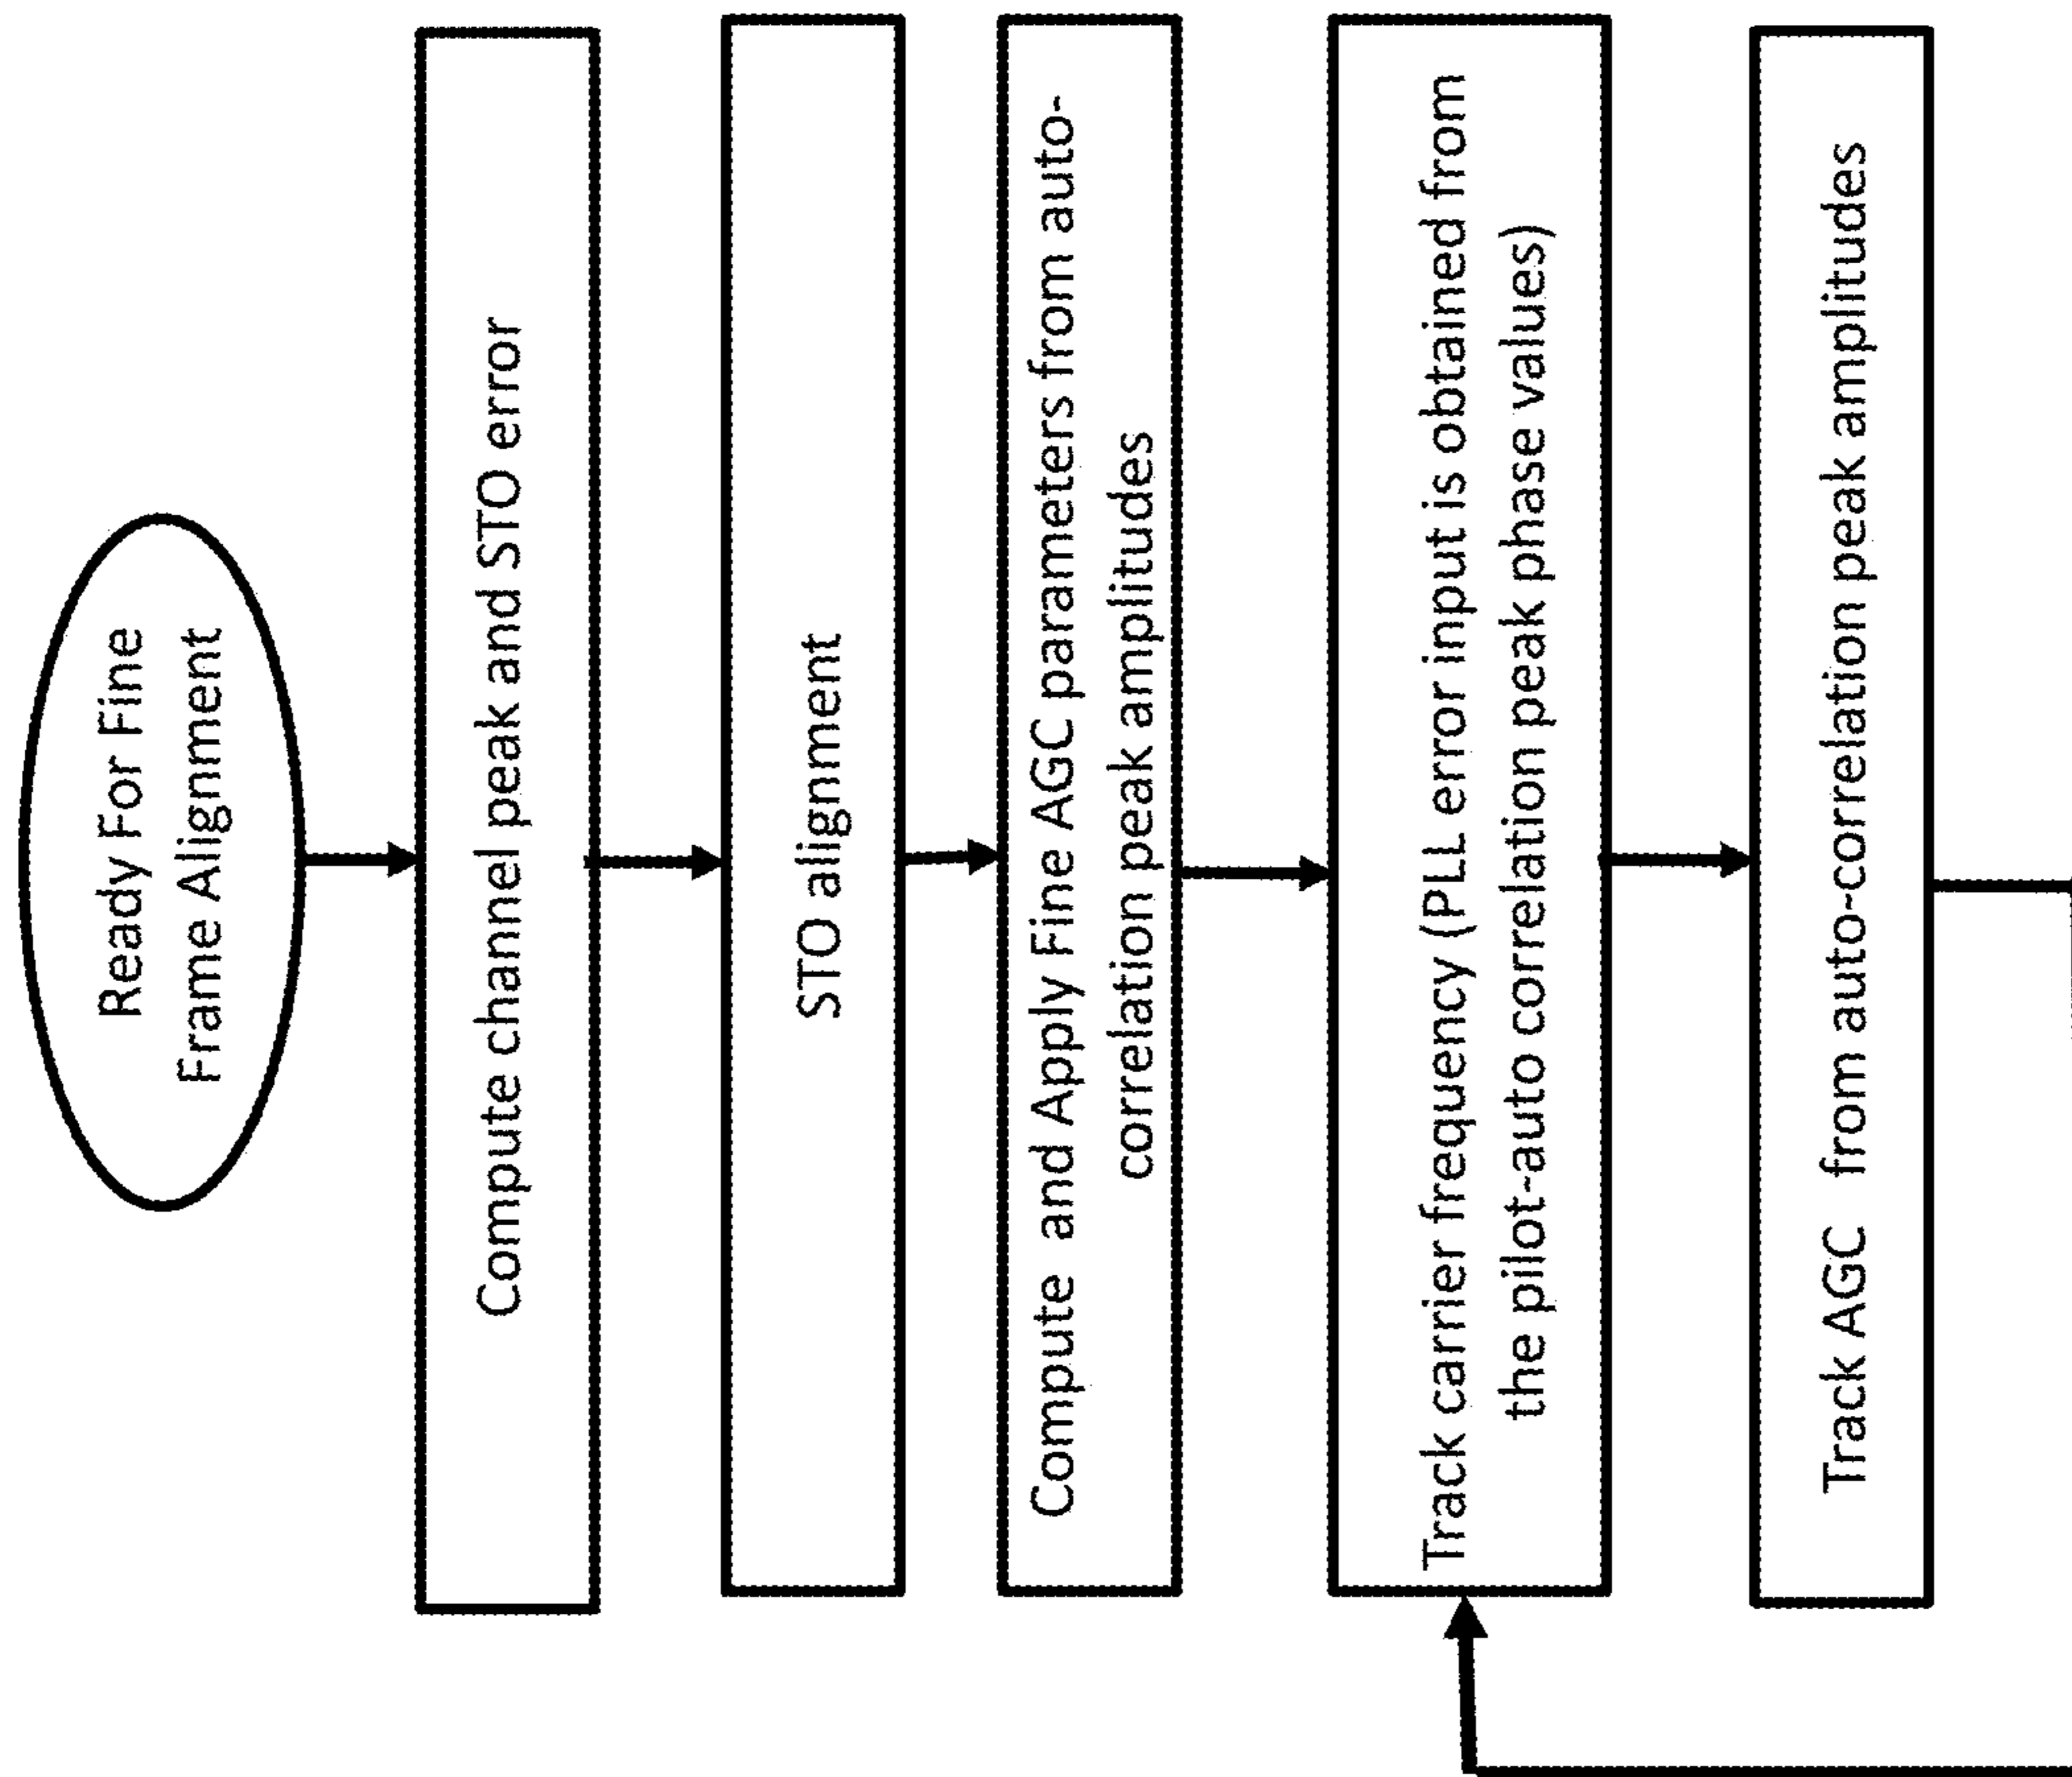 Ready For Fine
Frame Alignment
Compute channel peak and STO error
STO alignment
Compute and Apply Fine AGC parameters from auto-
correlation peak amplitudes
Track carrier frequency (PLL error input is obtained from
the pilot-auto correlation peak phase values)
Track AGC from auto-correlation peak amplitudes